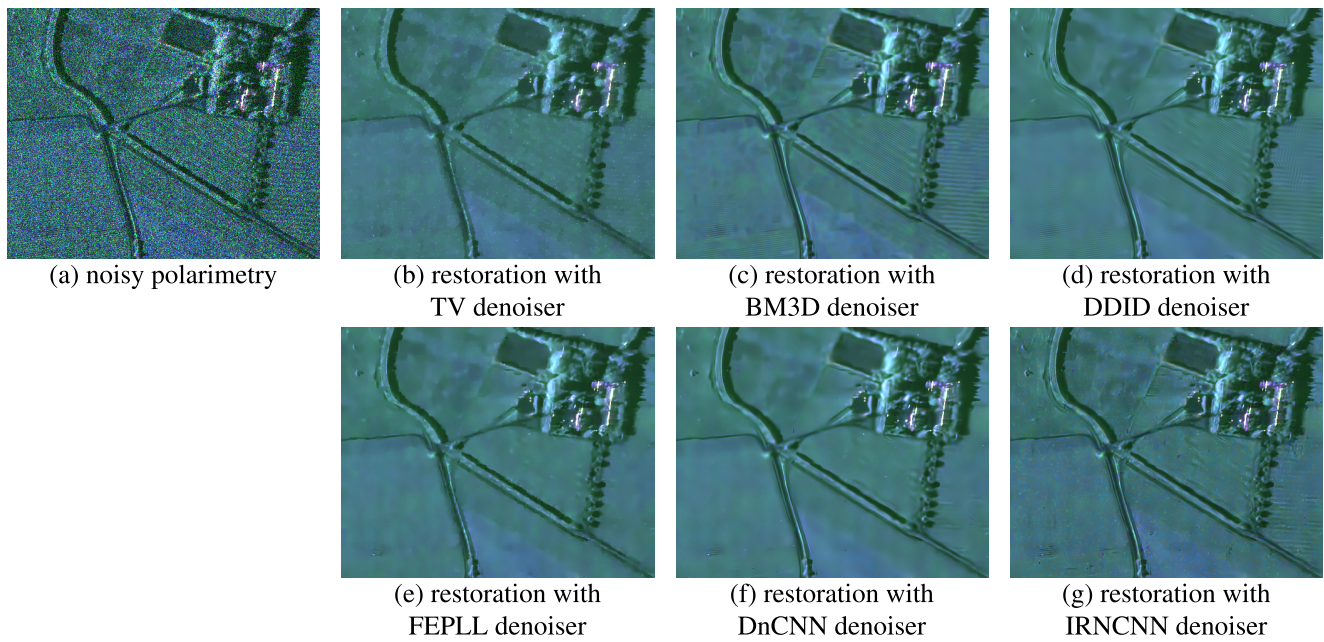 (a) noisy polarimetry
(b) restoration with
TV denoiser
(c) restoration with
BM3D denoiser
(d) restoration with
DDID denoiser
(e) restoration with
FEPLL denoiser
(f) restoration with
DnCNN denoiser
(g) restoration with
IRNCNN denoiser